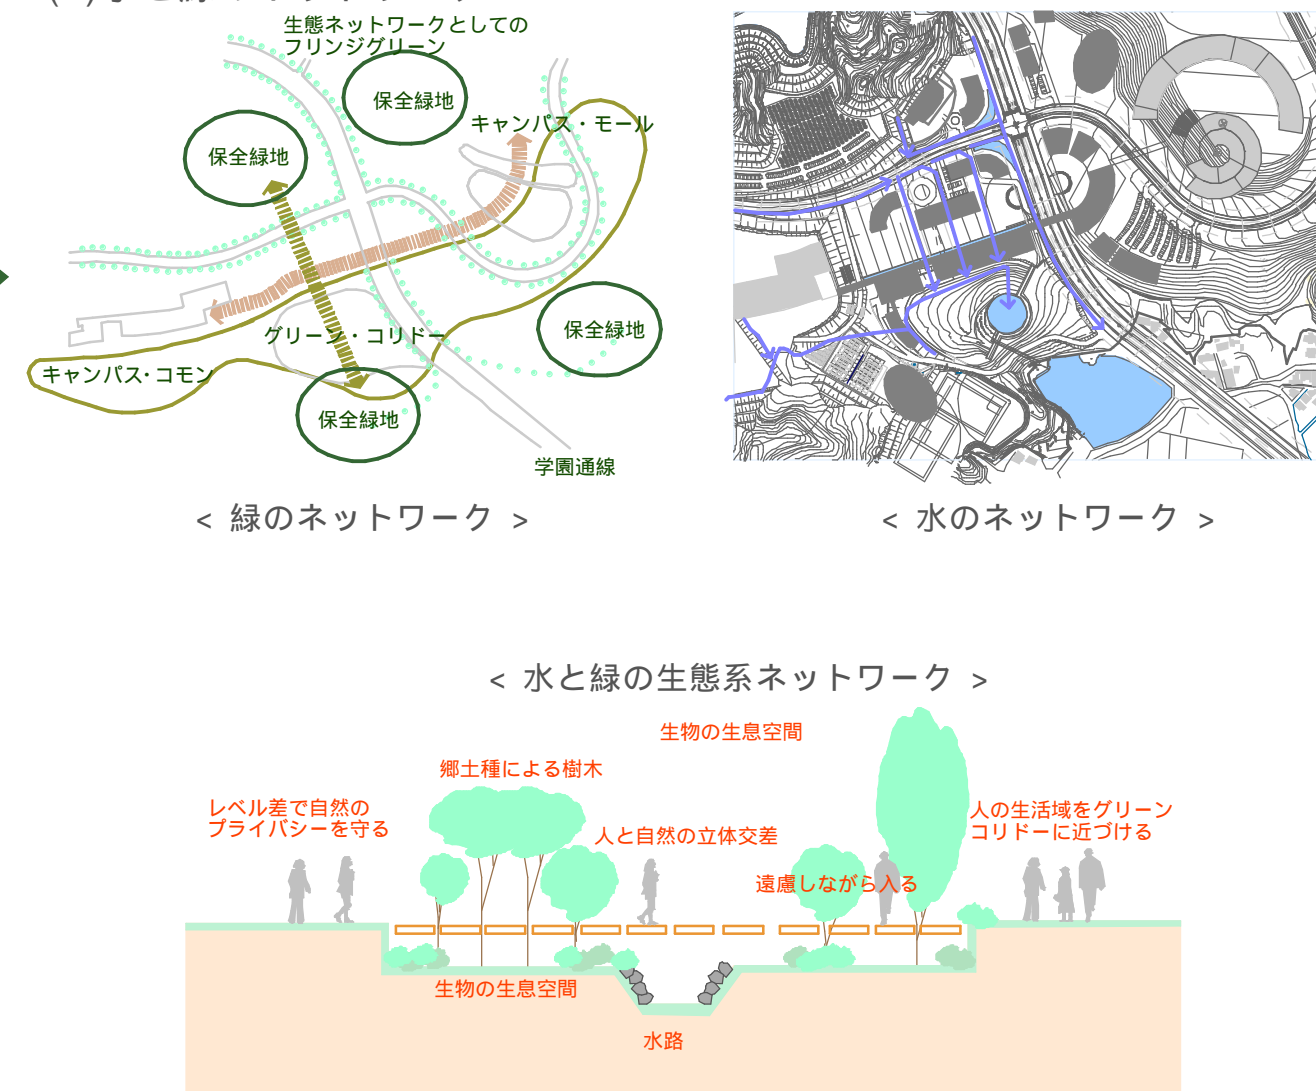 生態ネットワークとしての
フリンジグリーン
保全緑地
キャンパス・モール
保全緑地
保全緑地
グリーン・コリドー
キャンパス・コモン
保全緑地
学園通線
< 緑のネットワーク >
< 水のネットワーク >
< 水と緑の生態系ネットワーク >
生物の生息空間
郷土種による樹木
レベル差で自然の
プライバシーを守る
人と自然の立体交差
人の生活域をグリーン
コリドーに近づける
遠慮しながら入る
生物の生息空間
水路